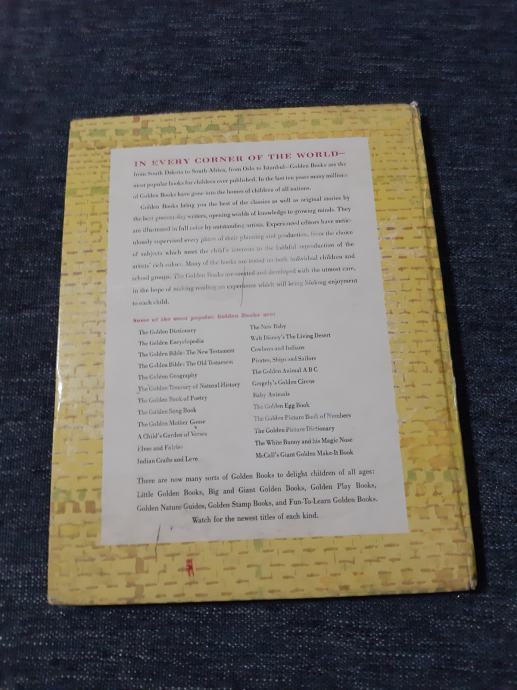 IN EVERY CORNER OF THE WORLD—
from South Dakota to South Africa, from Oslo to Istanbul—Golden Books are the
most popular books for children ever published. In the last ten years many millions
of Golden Books have gone into the homes of children of all nations.
Golden Books bring you the best of the classics as well as original stories by
the best present-day writers, opening worlds of knowledge to growing minds. They
are illustrated in full color by outstanding artists. Experienced editors have metic-
ulously supervised every phase of their planning and production, from the choice
of subjects which meet the child's interests to the faithful reproduction of the
artists' rich colors. Many of the books are tested on both individual children and
school groups. The Golden Books are created and developed with the utmost care,
in the hope of making reading an experience which will bring lifelong enjoyment
to each child.
Some of the most popular Golden Books are:
The Golden Dictionary
The Golden Encyclopedia
The Golden Bible: The New Testament
The Golden Bible: The Old Testament
The Golden Geography
The Golden Treasury of Natural History
The Golden Book of Poetry
The Golden Song Book
The Golden Mother Goose
A Child's Garden of Verses
Elves and Fairies
Indian Crafts and Lore
The New Baby
Walt Disney's The Living Desert
Cowboys and Indians
Pirates, Ships and Sailors
The Golden Animal A B C
Gergely's Golden Circus
Baby Animals
The Golden Egg Book
The Golden Picture Book of Numbers
The Golden Picture Dictionary
The White Bunny and his Magic Nose
McCall's Giant Golden Make-It Book
There are now many sorts of Golden Books to delight children of all ages:
Little Golden Books, Big and Giant Golden Books, Golden Play Books,
Golden Nature Guides, Golden Stamp Books, and Fun-To-Learn Golden Books.
Watch for the newest titles of each kind.